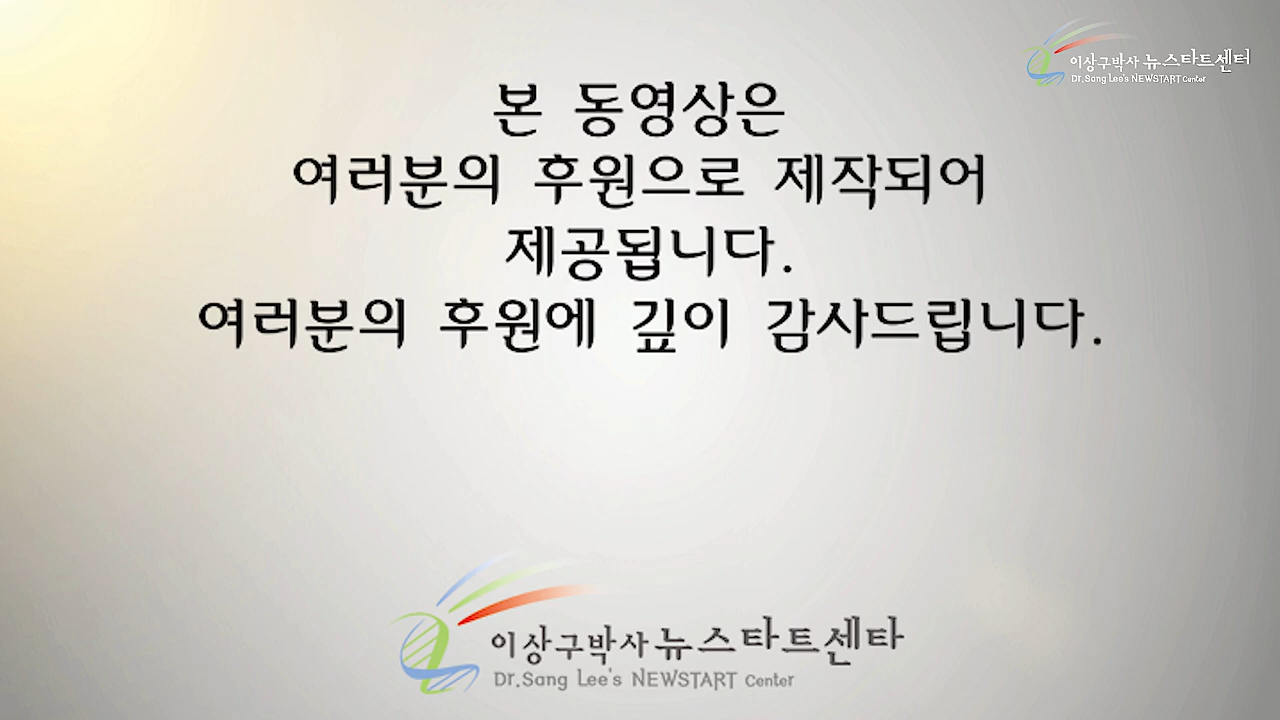 이상구박사 뉴스타트센터
Dr.Sang Lee's NEWSTART Center
본 동영상은
여러분의 후원으로 제작되어
제공됩니다.
여러분의 후원에 깊이 감사드립니다.
이상구박사 뉴스타트센타
Dr.Sang Lee's NEWSTART Center